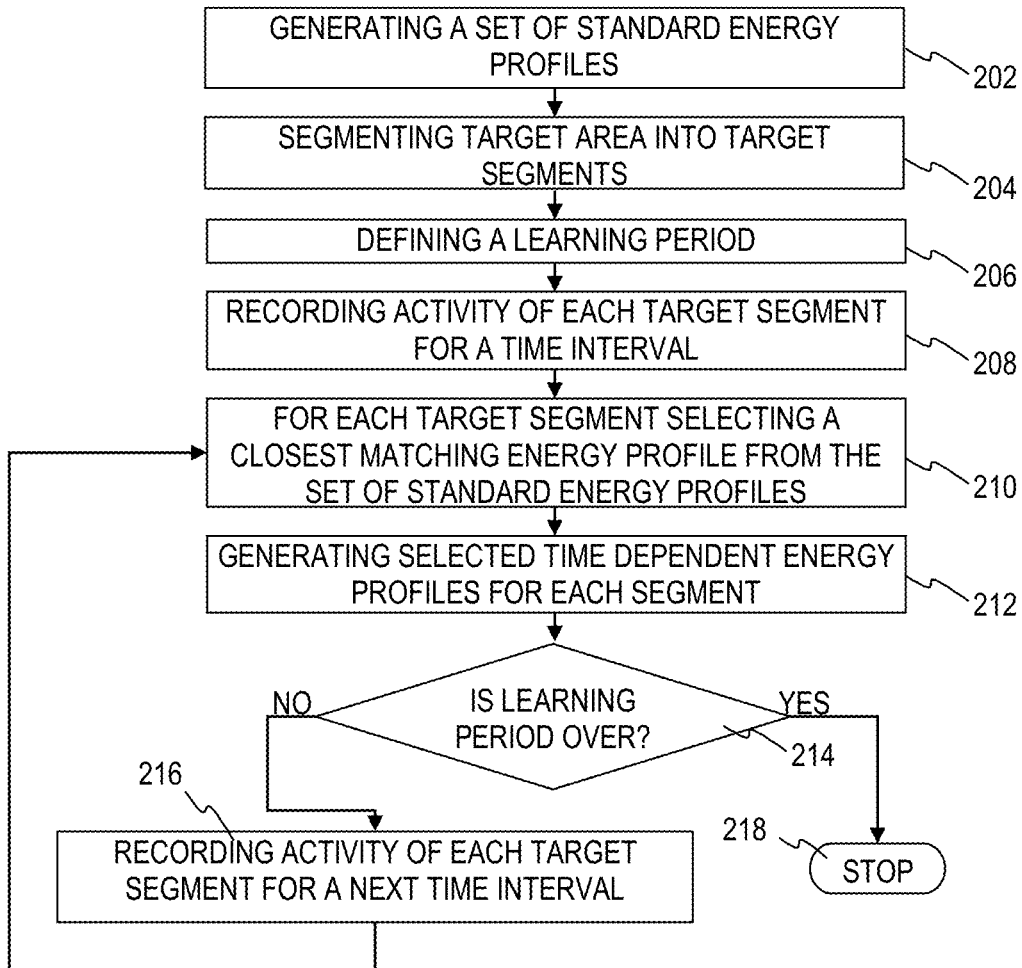 GENERATING A SET OF STANDARD ENERGY
PROFILES
202
SEGMENTING TARGET AREA INTO TARGET
SEGMENTS
204
DEFINING A LEARNING PERIOD
206
RECORDING ACTIVITY OF EACH TARGET SEGMENT
FOR A TIME INTERVAL
208
FOR EACH TARGET SEGMENT SELECTING A
CLOSEST MATCHING ENERGY PROFILE FROM THE
SET OF STANDARD ENERGY PROFILES
210
GENERATING SELECTED TIME DEPENDENT ENERGY
PROFILES FOR EACH SEGMENT
212
NO
IS LEARNING
PERIOD OVER?
YES
214
216
RECORDING ACTIVITY OF EACH TARGET
SEGMENT FOR A NEXT TIME INTERVAL
218
STOP